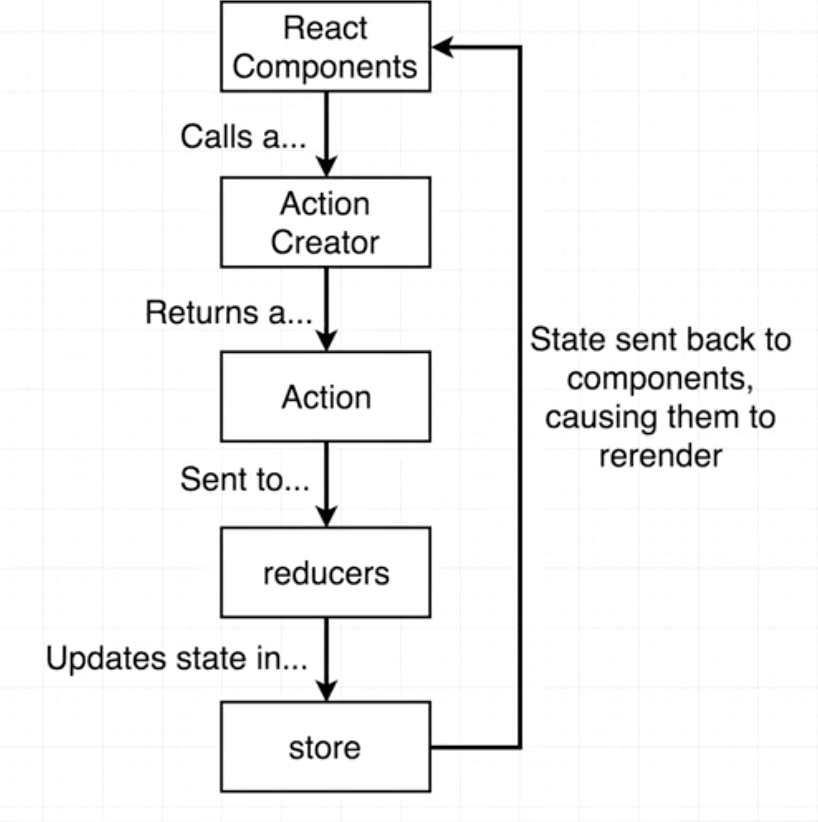 React
Components
Calls a...
Action
Creator
Returns a...
Action
Sent to...
reducers
Updates state in...
store
State sent back to
components,
causing them to
rerender